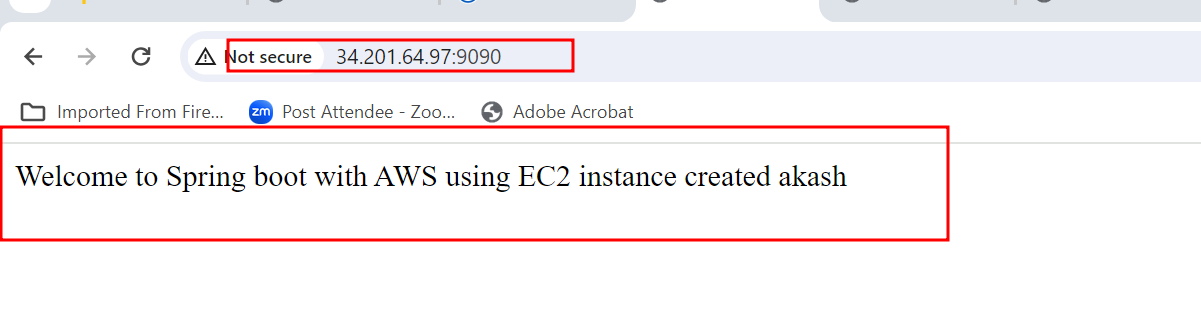 Not secure 34.201.64.97:9090
Imported From Fire... zm Post Attendee - Zoo... Adobe Acrobat
Welcome to Spring boot with AWS using EC2 instance created akash